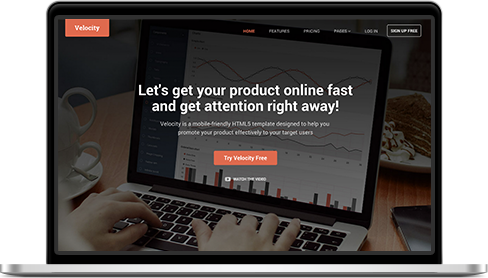 Velocity
HOME FEATURES PRICING PAGES LOG IN SIGN UP FREE
Let's get your product online fast
and get attention right away!
Velocity is a mobile-friendly HTML5 template designed to help you
promote your product effectively to your target users
Try Velocity Free
WATCH THE VIDEO